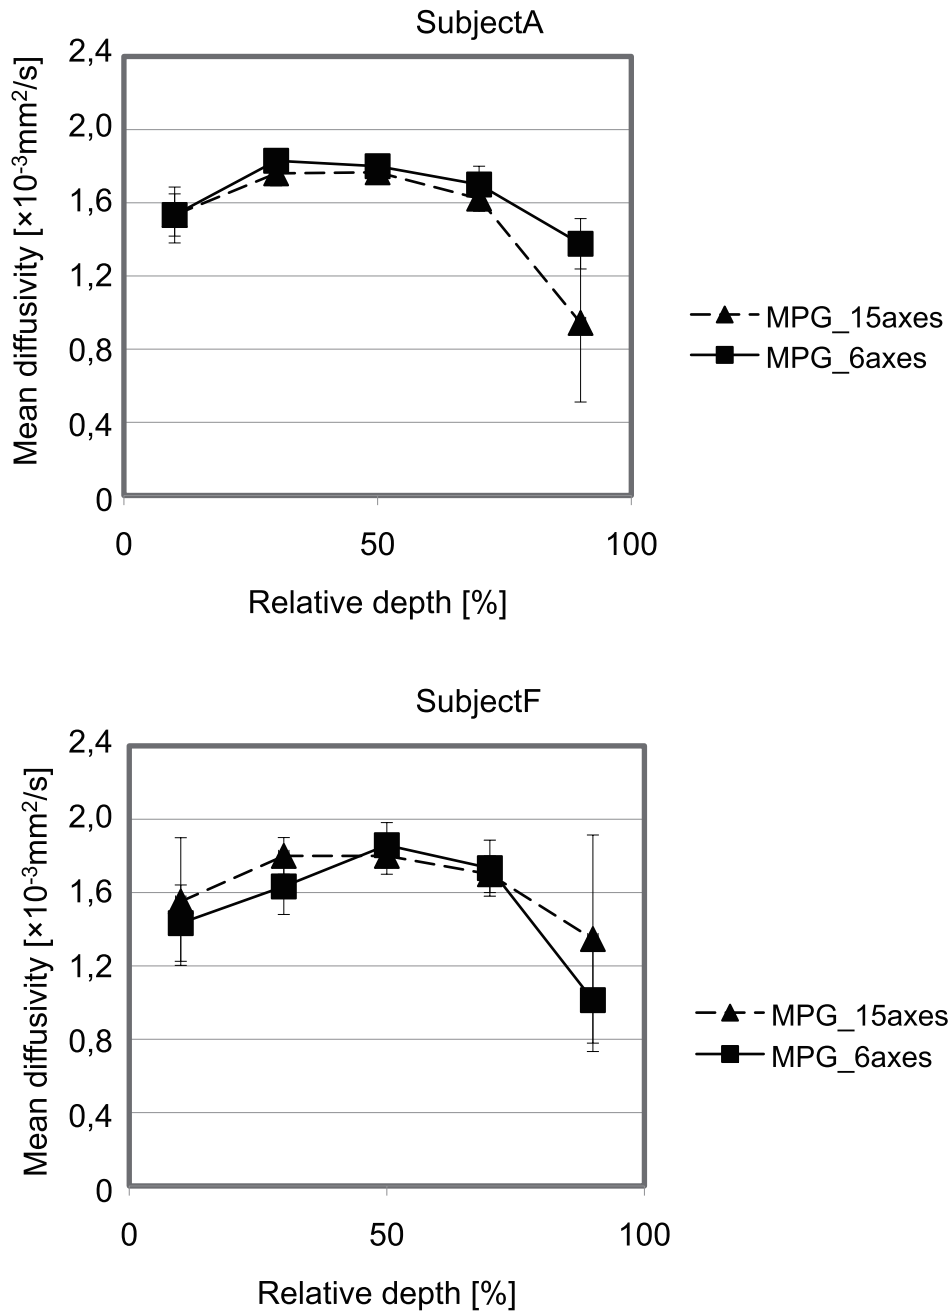 SubjectA
Mean diffusivity [×10⁻³mm²/s]
2,4
2,0
1,6
1,2
0,8
0,4
0
0 50 100
Relative depth [%]
MPG_15axes
MPG_6axes
SubjectF
Mean diffusivity [×10⁻³mm²/s]
2,4
2,0
1,6
1,2
0,8
0,4
0
0 50 100
Relative depth [%]
MPG_15axes
MPG_6axes